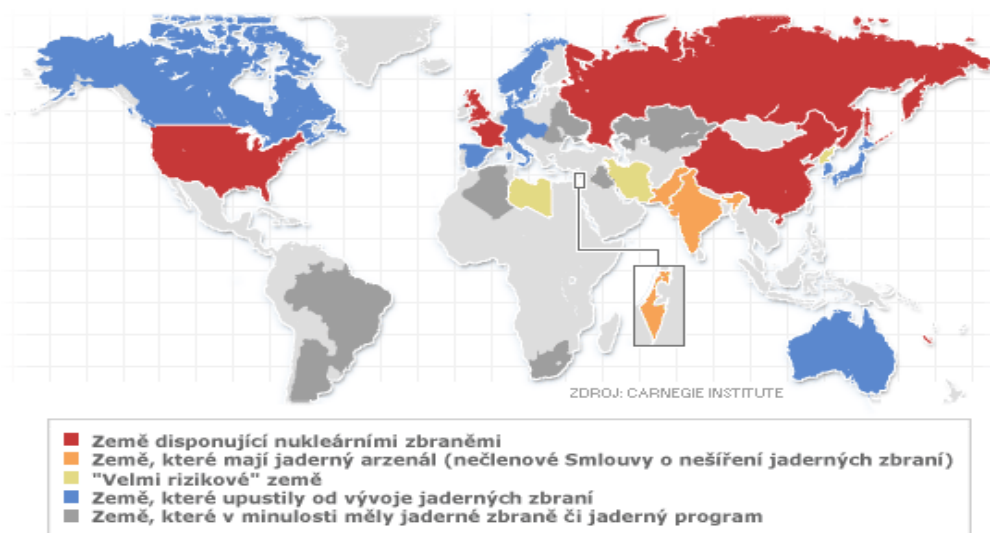 ZDROJ: CARNEGIE INSTITUTE
Země disponující nukleárními zbraněmi
Země, které mají jaderný arzenál (nečlenové Smlouvy o nešíření jaderných zbraní)
"Velmi rizikové" země
Země, které upustily od vývoje jaderných zbraní
Země, které v minulosti měly jaderné zbraně či jaderný program